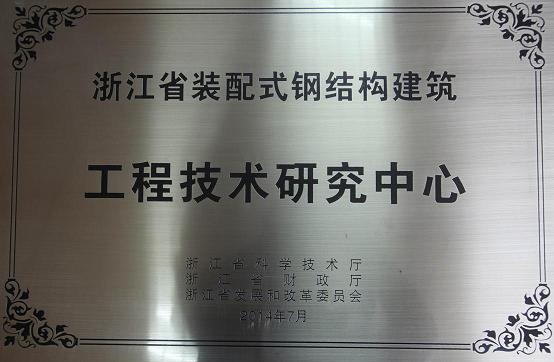 浙江省装配式钢结构建筑
工程技术研究中心
浙江省科学技术厅
浙江省财政厅
浙江省发展和改革委员会
2014年7月